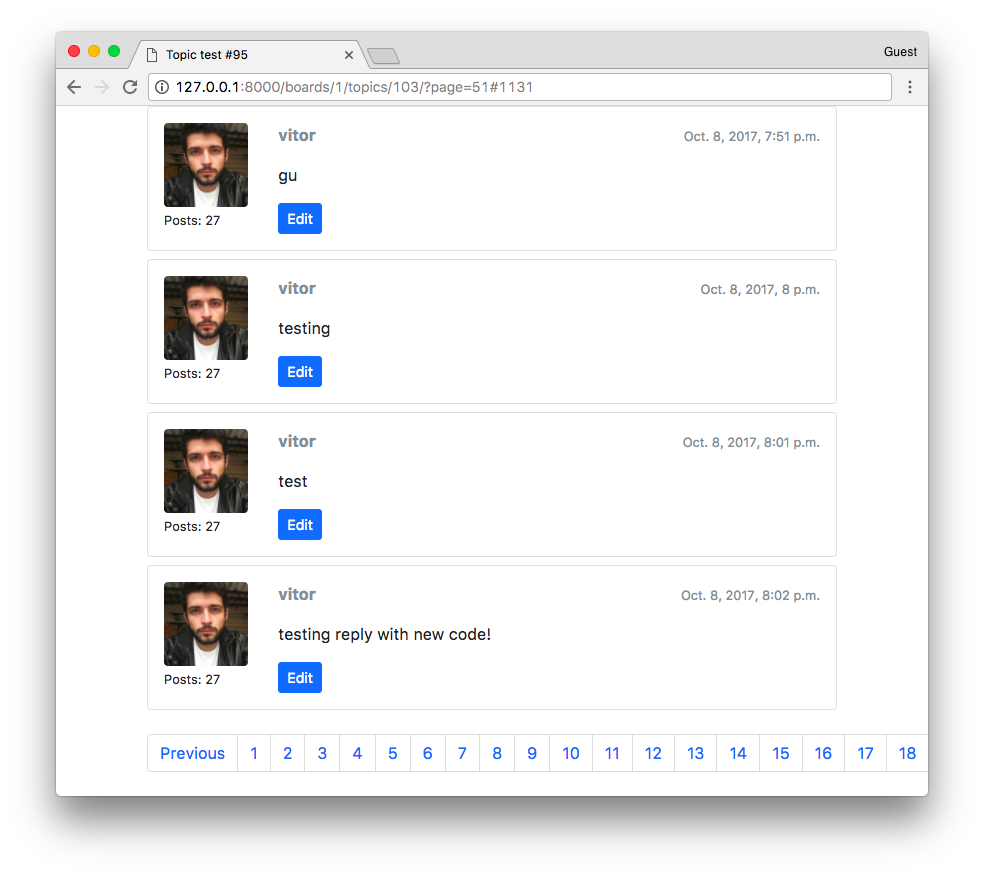 Topic test #95
Guest
127.0.0.1:8000/boards/1/topics/103/?page=51#1131
vitor Oct. 8, 2017, 7:51 p.m.
gu
Posts: 27
Edit
vitor Oct. 8, 2017, 8 p.m.
testing
Posts: 27
Edit
vitor Oct. 8, 2017, 8:01 p.m.
test
Posts: 27
Edit
vitor Oct. 8, 2017, 8:02 p.m.
testing reply with new code!
Posts: 27
Edit
Previous 1 2 3 4 5 6 7 8 9 10 11 12 13 14 15 16 17 18